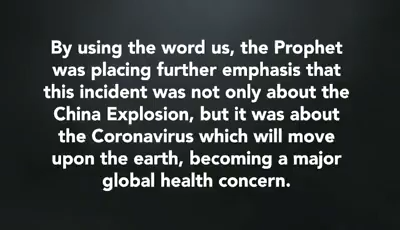 By using the word us, the Prophet
was placing further emphasis that
this incident was not only about the
China Explosion, but it was about
the Coronavirus which will move
upon the earth, becoming a major
global health concern.